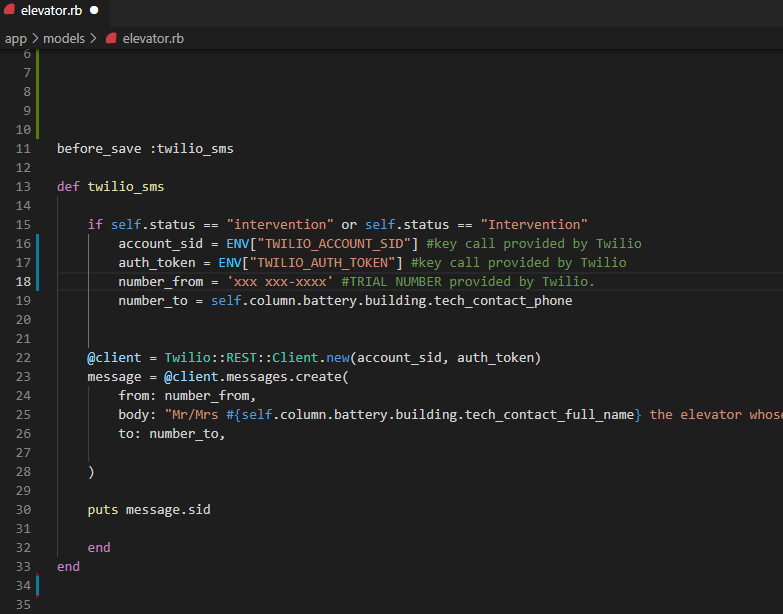 elevator.rb
app > models > elevator.rb
6
7
8
9
10
11 before_save :twilio_sms
12
13 def twilio_sms
14
15 if self.status == "intervention" or self.status == "Intervention"
16 account_sid = ENV["TWILIO_ACCOUNT_SID"] #key call provided by Twilio
17 auth_token = ENV["TWILIO_AUTH_TOKEN"] #key call provided by Twilio
18 number_from = 'xxx xxx-xxxx' #TRIAL NUMBER provided by Twilio.
19 number_to = self.column.battery.building.tech_contact_phone
20
21
22 @client = Twilio::REST::Client.new(account_sid, auth_token)
23 message = @client.messages.create(
24 from: number_from,
25 body: "Mr/Mrs #{self.column.battery.building.tech_contact_full_name} the elevator whose
26 to: number_to,
27
28 )
29
30 puts message.sid
31
32 end
33 end
34
35